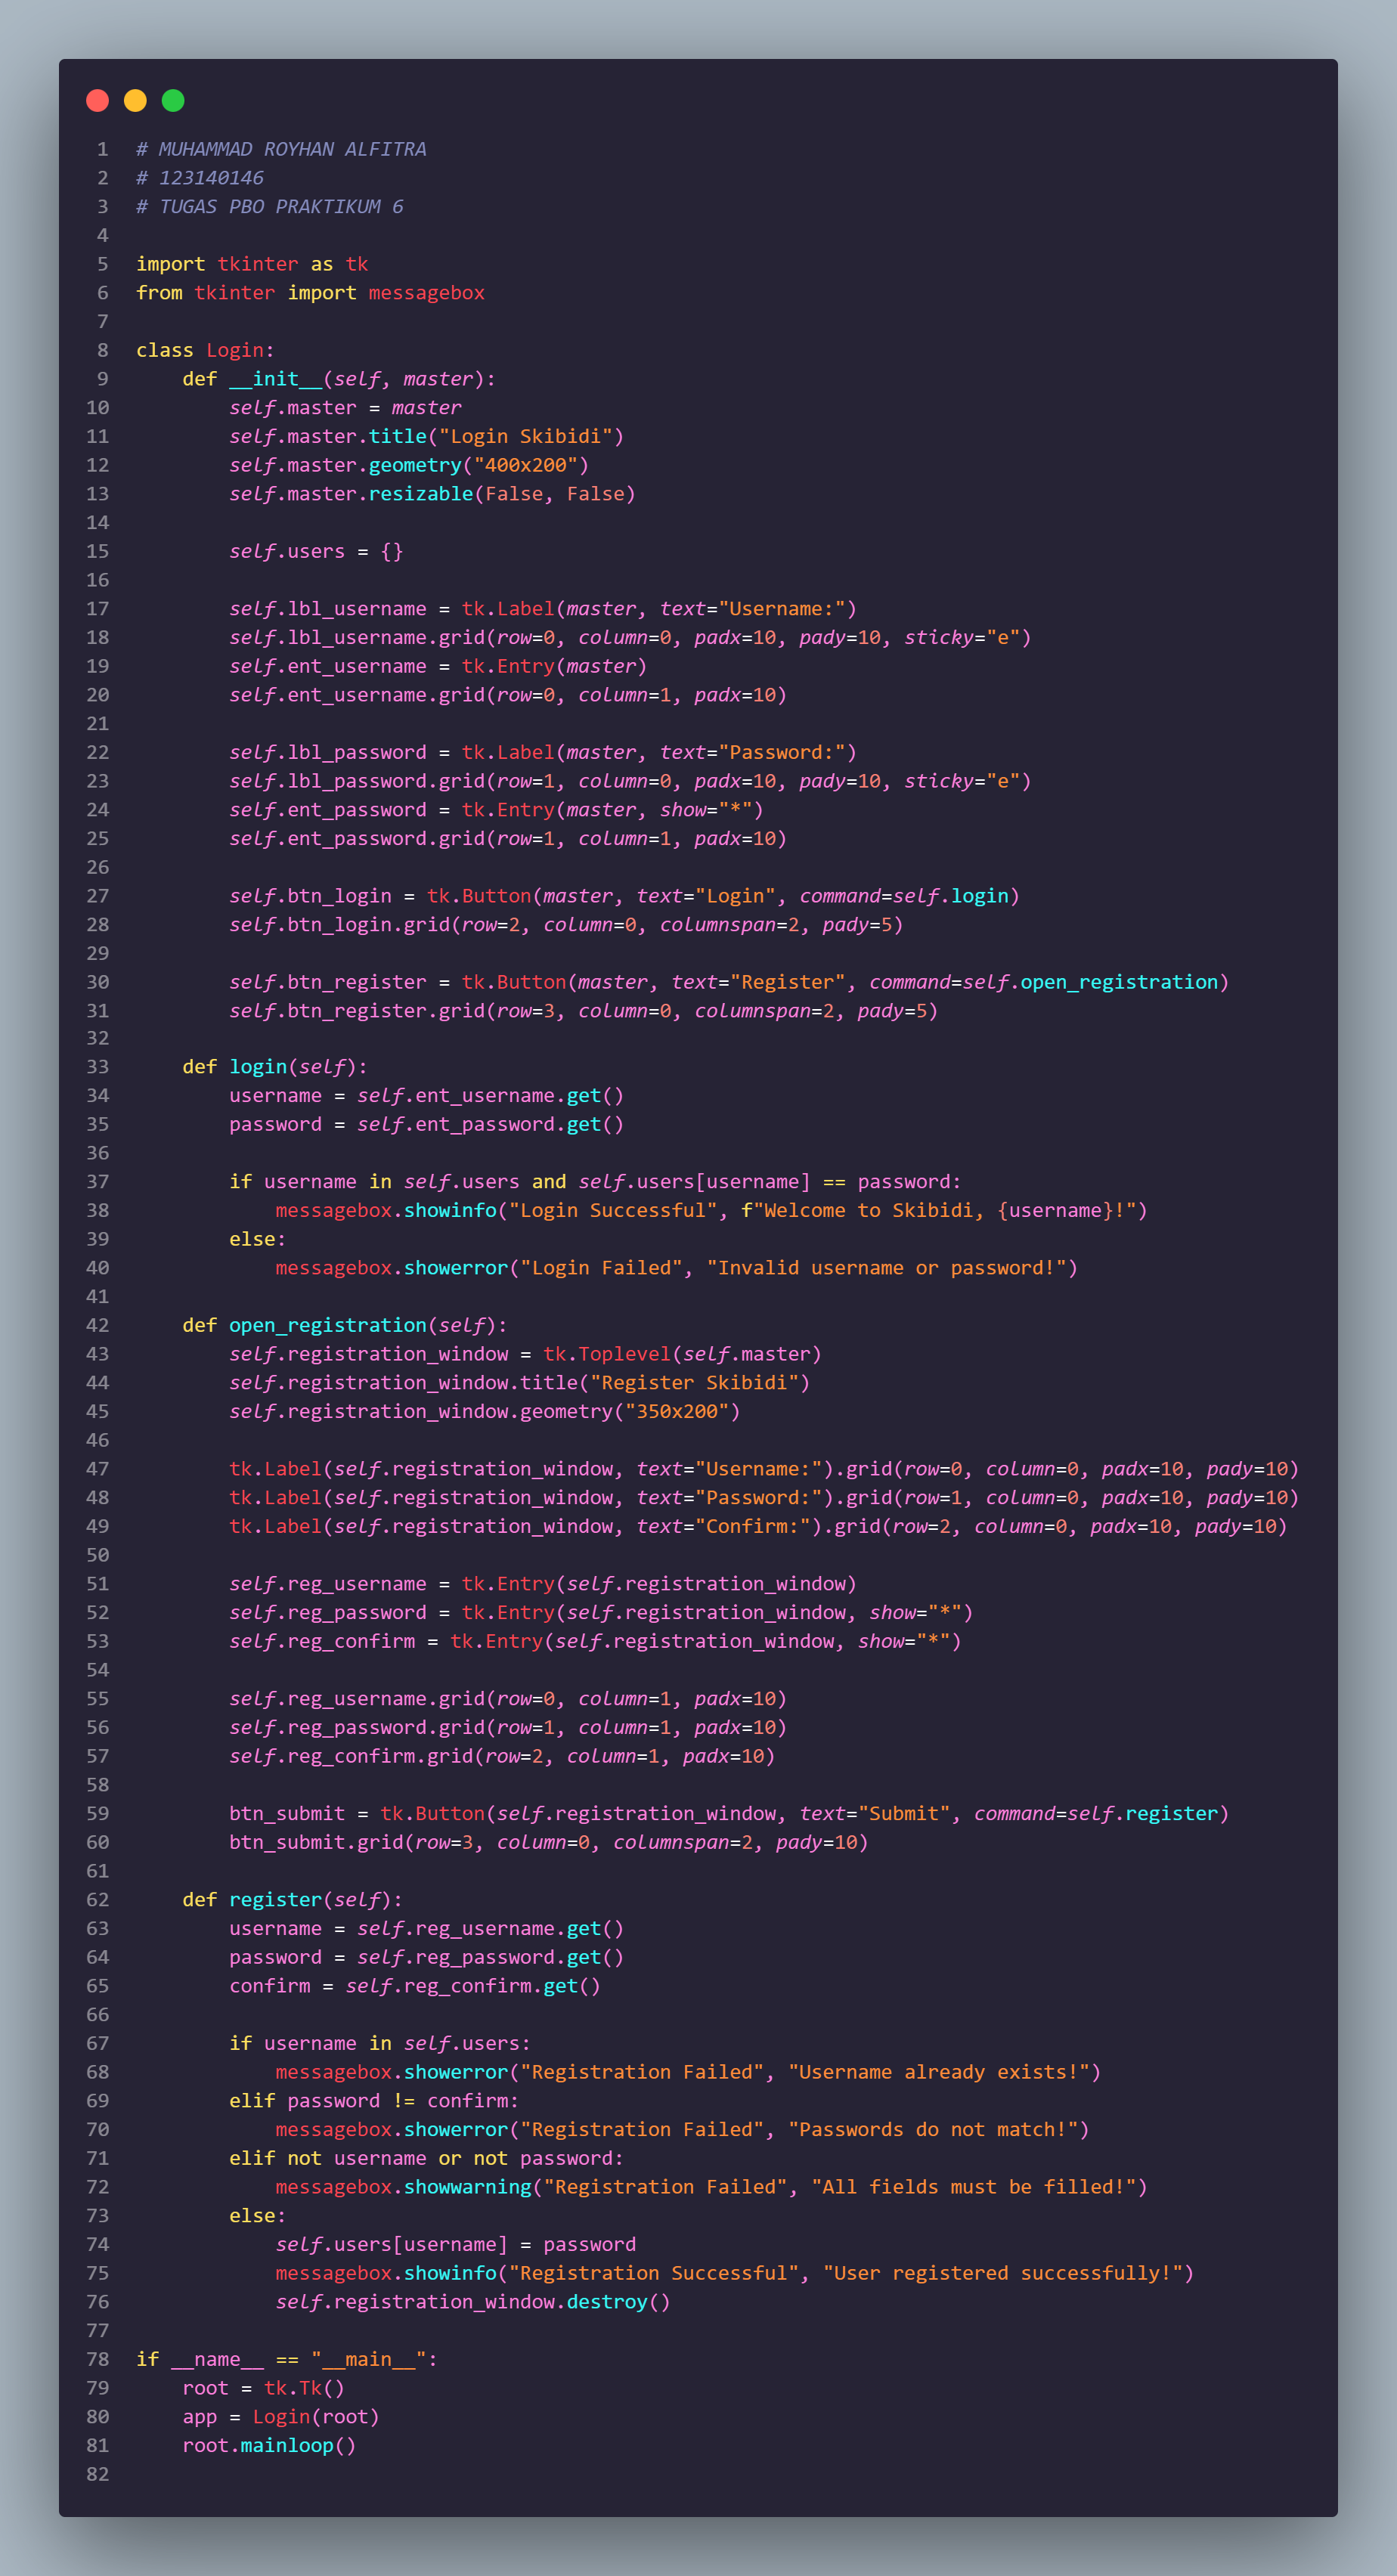 1 # MUHAMMAD ROYHAN ALFITRA
2 # 123140146
3 # TUGAS PBO PRAKTIKUM 6
4
5 import tkinter as tk
6 from tkinter import messagebox
7
8 class Login:
9     def __init__(self, master):
10         self.master = master
11         self.master.title("Login Skibidi")
12         self.master.geometry("400x200")
13         self.master.resizable(False, False)
14
15         self.users = {}
16
17         self.lbl_username = tk.Label(master, text="Username:")
18         self.lbl_username.grid(row=0, column=0, padx=10, pady=10, sticky="e")
19         self.ent_username = tk.Entry(master)
20         self.ent_username.grid(row=0, column=1, padx=10)
21
22         self.lbl_password = tk.Label(master, text="Password:")
23         self.lbl_password.grid(row=1, column=0, padx=10, pady=10, sticky="e")
24         self.ent_password = tk.Entry(master, show="*")
25         self.ent_password.grid(row=1, column=1, padx=10)
26
27         self.btn_login = tk.Button(master, text="Login", command=self.login)
28         self.btn_login.grid(row=2, column=0, columnspan=2, pady=5)
29
30         self.btn_register = tk.Button(master, text="Register", command=self.open_registration)
31         self.btn_register.grid(row=3, column=0, columnspan=2, pady=5)
32
33     def login(self):
34         username = self.ent_username.get()
35         password = self.ent_password.get()
36
37         if username in self.users and self.users[username] == password:
38             messagebox.showinfo("Login Successful", f"Welcome to Skibidi, {username}!")
39         else:
40             messagebox.showerror("Login Failed", "Invalid username or password!")
41
42     def open_registration(self):
43         self.registration_window = tk.Toplevel(self.master)
44         self.registration_window.title("Register Skibidi")
45         self.registration_window.geometry("350x200")
46
47         tk.Label(self.registration_window, text="Username:").grid(row=0, column=0, padx=10, pady=10)
48         tk.Label(self.registration_window, text="Password:").grid(row=1, column=0, padx=10, pady=10)
49         tk.Label(self.registration_window, text="Confirm:").grid(row=2, column=0, padx=10, pady=10)
50
51         self.reg_username = tk.Entry(self.registration_window)
52         self.reg_password = tk.Entry(self.registration_window, show="*")
53         self.reg_confirm = tk.Entry(self.registration_window, show="*")
54
55         self.reg_username.grid(row=0, column=1, padx=10)
56         self.reg_password.grid(row=1, column=1, padx=10)
57         self.reg_confirm.grid(row=2, column=1, padx=10)
58
59         btn_submit = tk.Button(self.registration_window, text="Submit", command=self.register)
60         btn_submit.grid(row=3, column=0, columnspan=2, pady=10)
61
62     def register(self):
63         username = self.reg_username.get()
64         password = self.reg_password.get()
65         confirm = self.reg_confirm.get()
66
67         if username in self.users:
68             messagebox.showerror("Registration Failed", "Username already exists!")
69         elif password != confirm:
70             messagebox.showerror("Registration Failed", "Passwords do not match!")
71         elif not username or not password:
72             messagebox.showwarning("Registration Failed", "All fields must be filled!")
73         else:
74             self.users[username] = password
75             messagebox.showinfo("Registration Successful", "User registered successfully!")
76             self.registration_window.destroy()
77
78 if __name__ == "__main__":
79     root = tk.Tk()
80     app = Login(root)
81     root.mainloop()
82